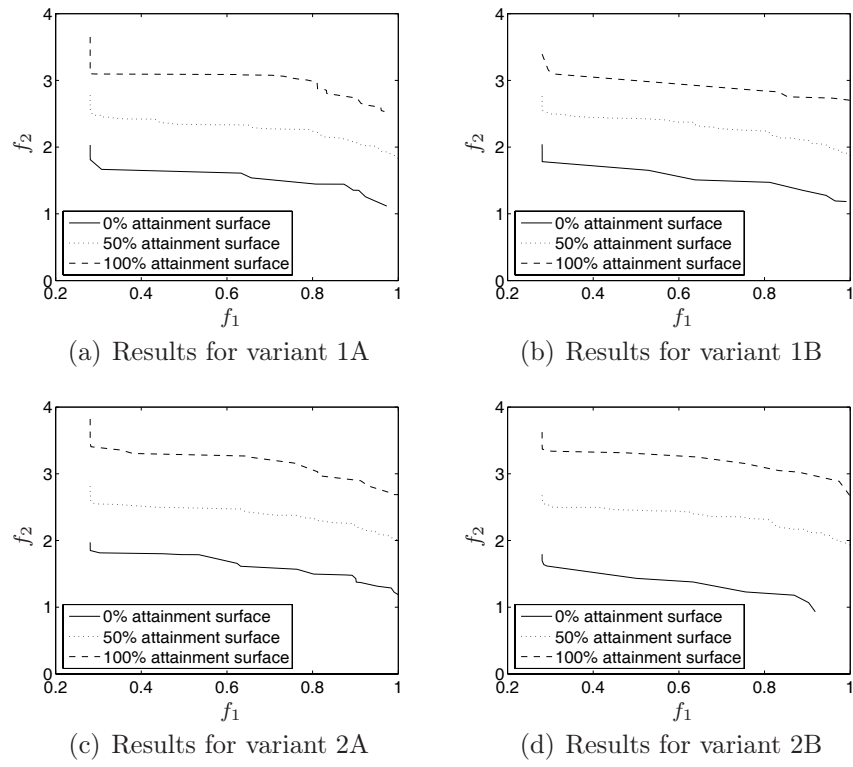 4
3
f₂
2
1
0
0% attainment surface
50% attainment surface
100% attainment surface
0.2 0.4 0.6 0.8 1
f₁
(a) Results for variant 1A
4
3
f₂
2
1
0
0% attainment surface
50% attainment surface
100% attainment surface
0.2 0.4 0.6 0.8 1
f₁
(b) Results for variant 1B
4
3
f₂
2
1
0
0% attainment surface
50% attainment surface
100% attainment surface
0.2 0.4 0.6 0.8 1
f₁
(c) Results for variant 2A
4
3
f₂
2
1
0
0% attainment surface
50% attainment surface
100% attainment surface
0.2 0.4 0.6 0.8 1
f₁
(d) Results for variant 2B